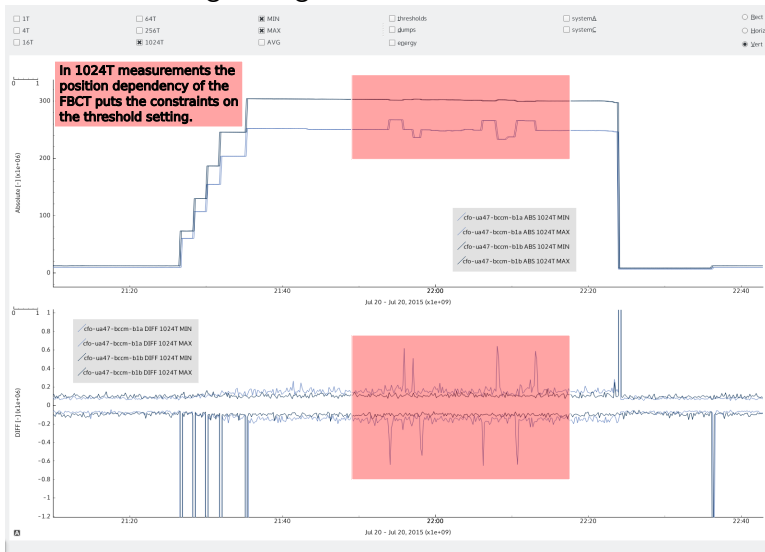 1T 64T MIN thresholds systemA Rect
4T 256T MAX dumps systemC Horiz
16T 1024T AVG energy Vert
In 1024T measurements the
position dependency of the
FBCT puts the constraints on
the threshold setting.
0 1
300
200
100
0
Absolute [-] (x1e+06)
/cfo-ua47-bccm-b1a ABS 1024T MIN
/cfo-ua47-bccm-b1a ABS 1024T MAX
/cfo-ua47-bccm-b1b ABS 1024T MIN
/cfo-ua47-bccm-b1b ABS 1024T MAX
21:20 21:40 22:00 22:20 22:40
Jul 20 - Jul 20, 2015 (x1e+09)
0 1
1
0.8
0.6
0.4
0.2
0
-0.2
-0.4
-0.6
-0.8
-1
-1.2
DIFF [-] (x1e+06)
/cfo-ua47-bccm-b1a DIFF 1024T MIN
/cfo-ua47-bccm-b1a DIFF 1024T MAX
/cfo-ua47-bccm-b1b DIFF 1024T MIN
/cfo-ua47-bccm-b1b DIFF 1024T MAX
21:20 21:40 22:00 22:20 22:40
A
Jul 20 - Jul 20, 2015 (x1e+09)